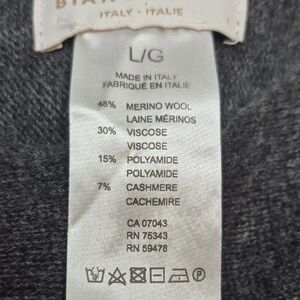 ITALY - ITALIE
L/G
MADE IN ITALY
FABRIQUÉ EN ITALIE
48% MERINO WOOL
LAINE MÉRINOS
30% VISCOSE
VISCOSE
15% POLYAMIDE
POLYAMIDE
7% CASHMERE
CACHEMIRE
CA 07043
RN 75343
RN 59478